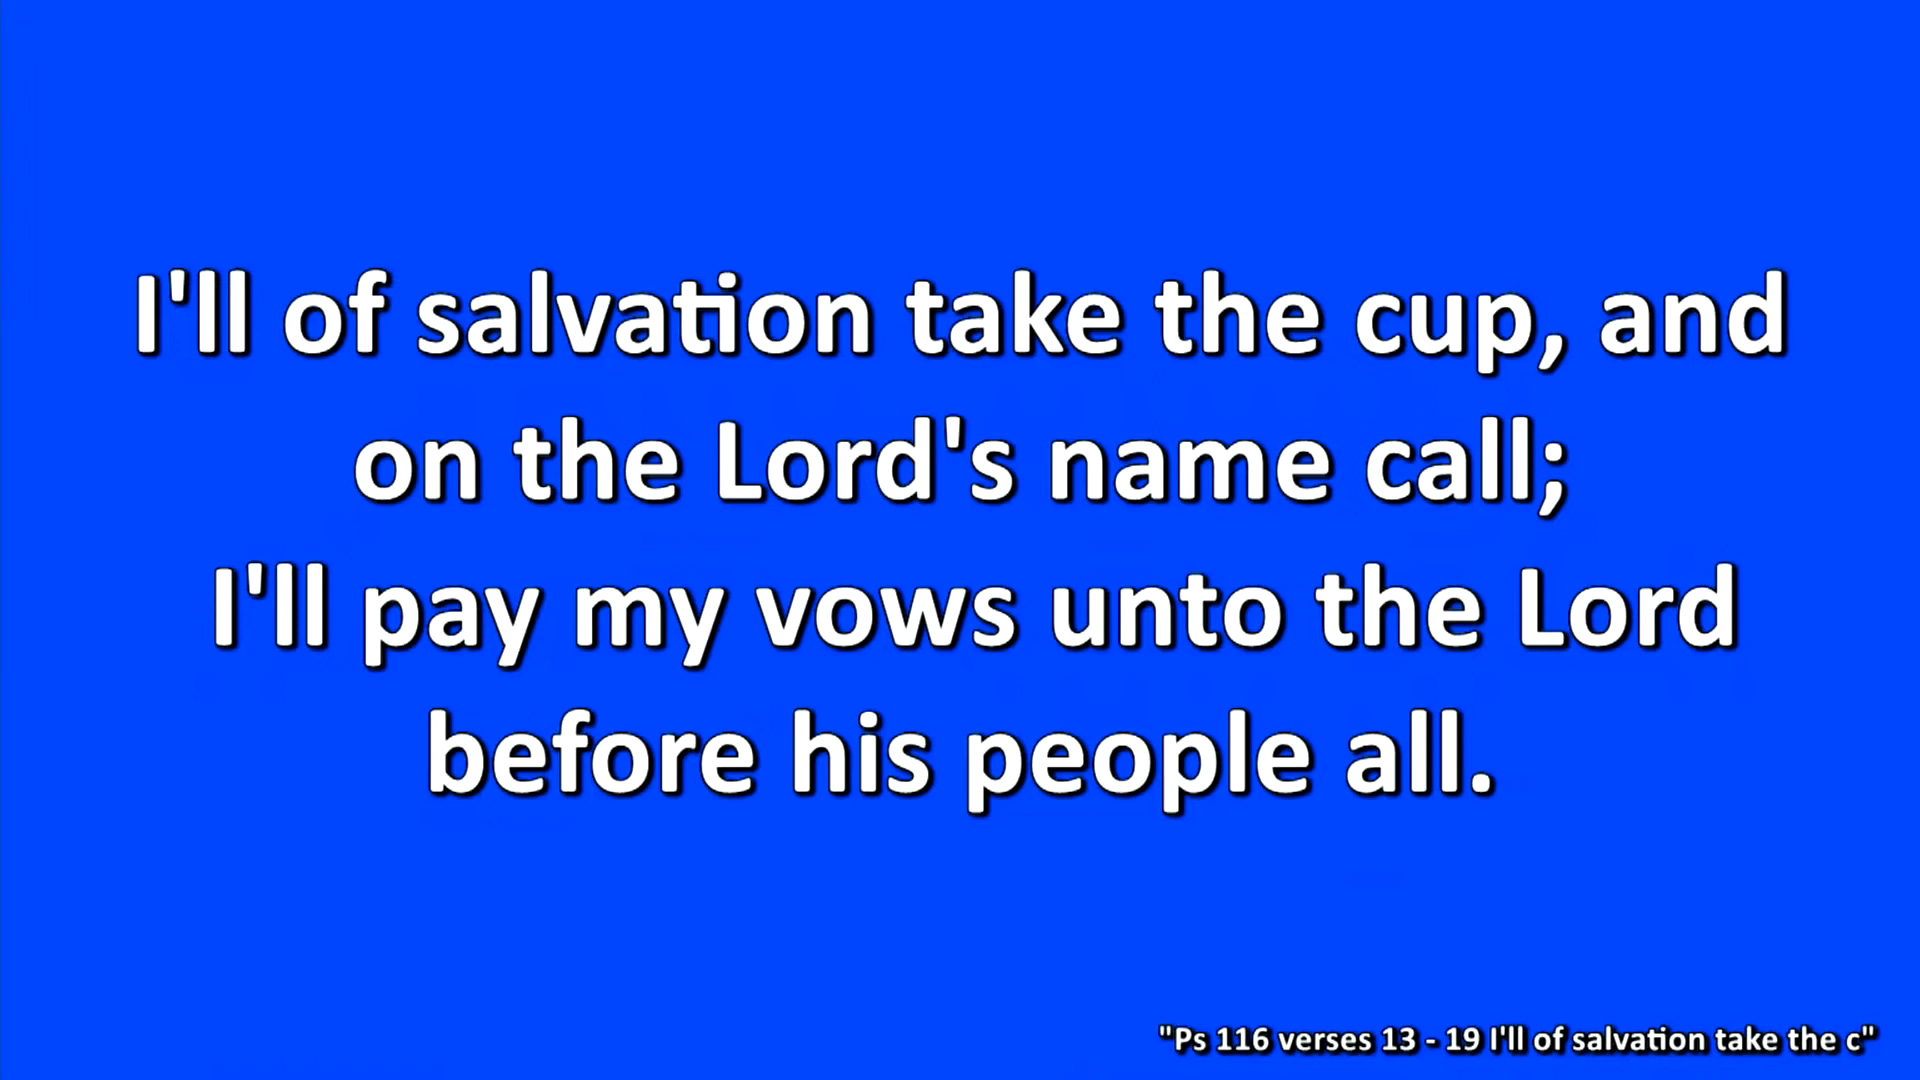 I'll of salvation take the cup, and
on the Lord's name call;
I'll pay my vows unto the Lord
before his people all.
"Ps 116 verses 13 - 19 I'll of salvation take the c"